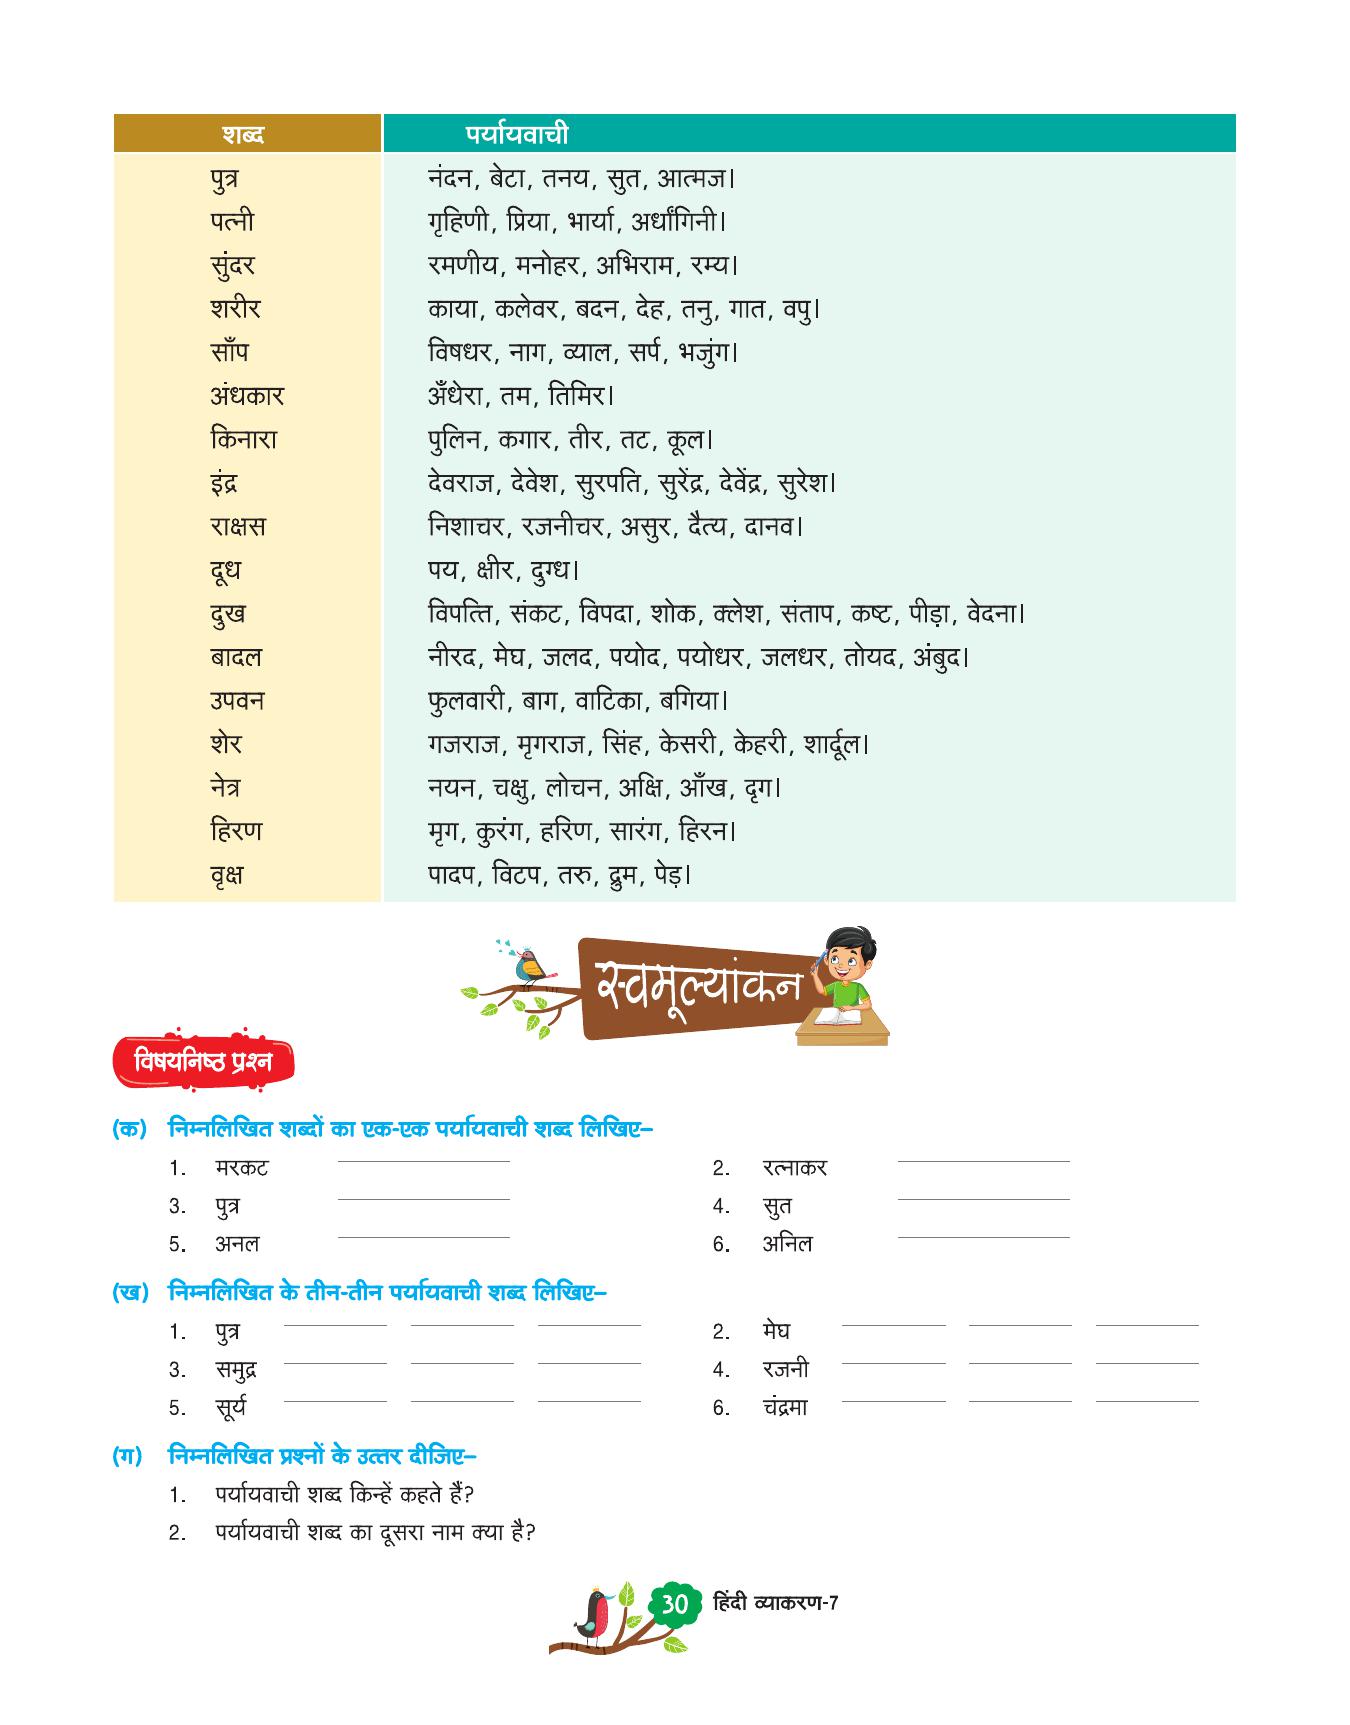 शब्द पर्यायवाची
पुत्र नंदन, बेटा, तनय, सुत, आत्मज।
पत्नी गृहिणी, प्रिया, भार्या, अर्धांगिनी।
सुंदर रमणीय, मनोहर, अभिराम, रम्य।
शरीर काया, कलेवर, बदन, देह, तनु, गात, वपु।
साँप विषधर, नाग, व्याल, सर्प, भजुंग।
अंधकार अँधेरा, तम, तिमिर।
किनारा पुलिन, कगार, तीर, तट, कूल।
इंद्र देवराज, देवेश, सुरपति, सुरेंद्र, देवेंद्र, सुरेश।
राक्षस निशाचर, रजनीचर, असुर, दैत्य, दानव।
दूध पय, क्षीर, दुग्ध।
दुख विपत्ति, संकट, विपदा, शोक, क्लेश, संताप, कष्ट, पीड़ा, वेदना।
बादल नीरद, मेघ, जलद, पयोद, पयोधर, जलधर, तोयद, अंबुद।
उपवन फुलवारी, बाग, वाटिका, बगिया।
शेर गजराज, मृगराज, सिंह, केसरी, केहरी, शार्दूल।
नेत्र नयन, चक्षु, लोचन, अक्षि, आँख, दृग।
हिरण मृग, कुरंग, हरिण, सारंग, हिरन।
वृक्ष पादप, विटप, तरु, द्रुम, पेड़।
स्वमूल्यांकन
विषयनिष्ठ प्रश्न
(क) निम्नलिखित शब्दों का एक-एक पर्यायवाची शब्द लिखिए–
1. मरकट 2. रत्नाकर
3. पुत्र 4. सुत
5. अनल 6. अनिल
(ख) निम्नलिखित के तीन-तीन पर्यायवाची शब्द लिखिए–
1. पुत्र 2. मेघ
3. समुद्र 4. रजनी
5. सूर्य 6. चंद्रमा
(ग) निम्नलिखित प्रश्नों के उत्तर दीजिए–
1. पर्यायवाची शब्द किन्हें कहते हैं?
2. पर्यायवाची शब्द का दूसरा नाम क्या है?
30 हिंदी व्याकरण-7